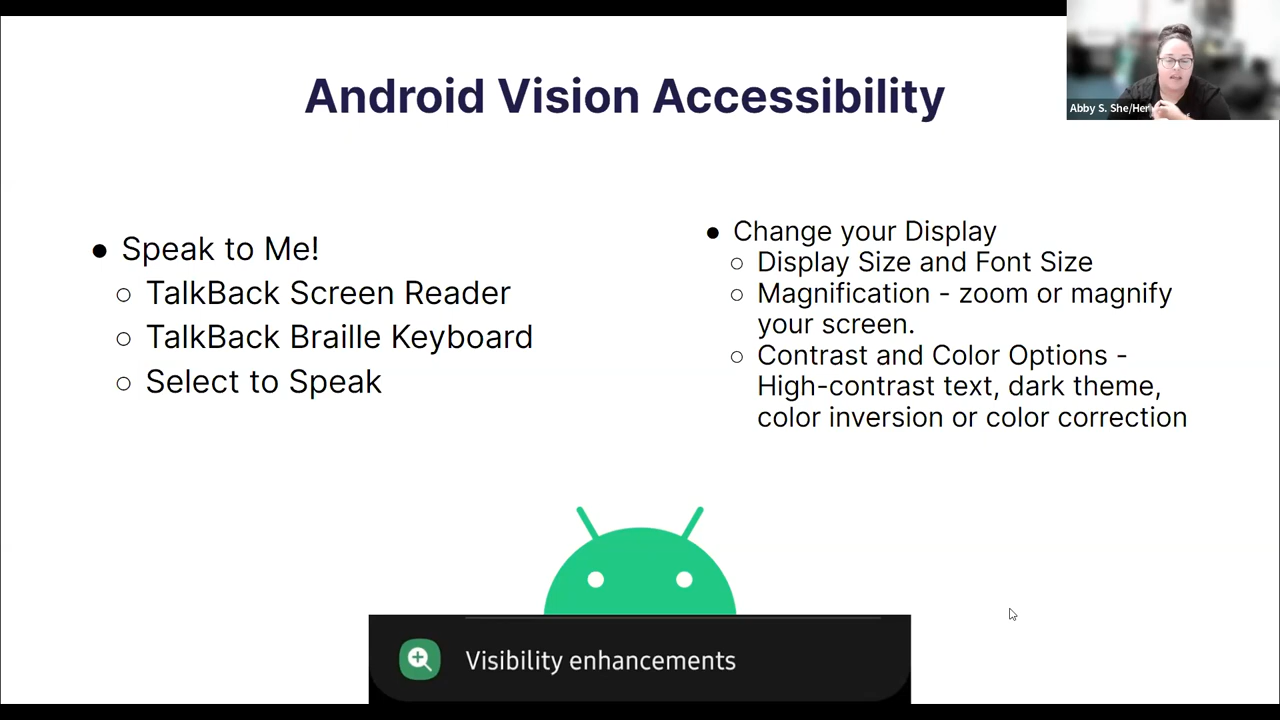 Android Vision Accessibility
Abby S. She/Her
● Speak to Me!
○ TalkBack Screen Reader
○ TalkBack Braille Keyboard
○ Select to Speak
● Change your Display
○ Display Size and Font Size
○ Magnification - zoom or magnify
your screen.
○ Contrast and Color Options -
High-contrast text, dark theme,
color inversion or color correction
Visibility enhancements